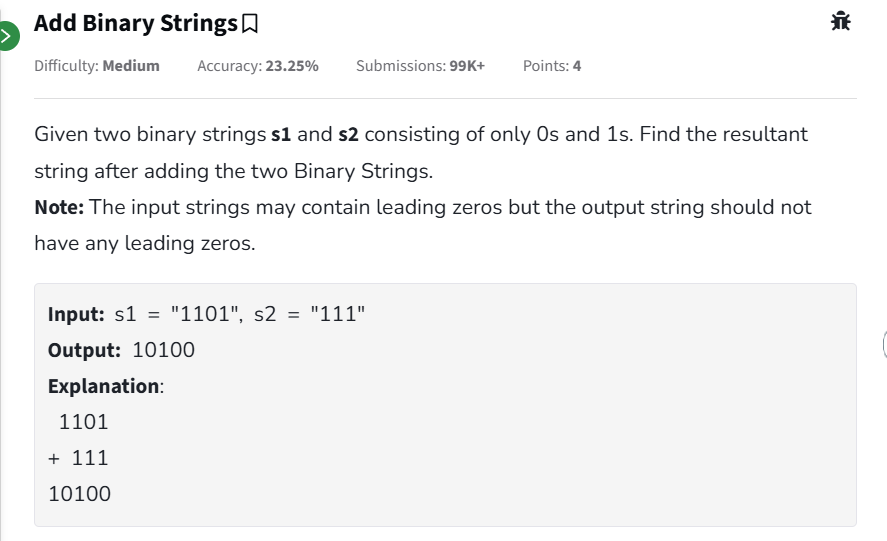 Add Binary Strings
Difficulty: Medium Accuracy: 23.25% Submissions: 99K+ Points: 4
Given two binary strings s1 and s2 consisting of only 0s and 1s. Find the resultant
string after adding the two Binary Strings.
Note: The input strings may contain leading zeros but the output string should not
have any leading zeros.
Input: s1 = "1101", s2 = "111"
Output: 10100
Explanation:
1101
+ 111
10100